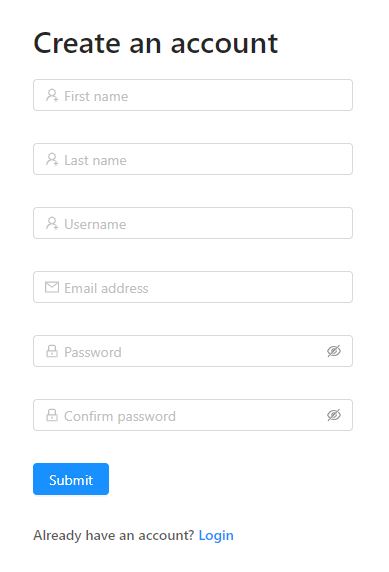 Create an account
First name
Last name
Username
Email address
Password
Confirm password
Submit
Already have an account? Login